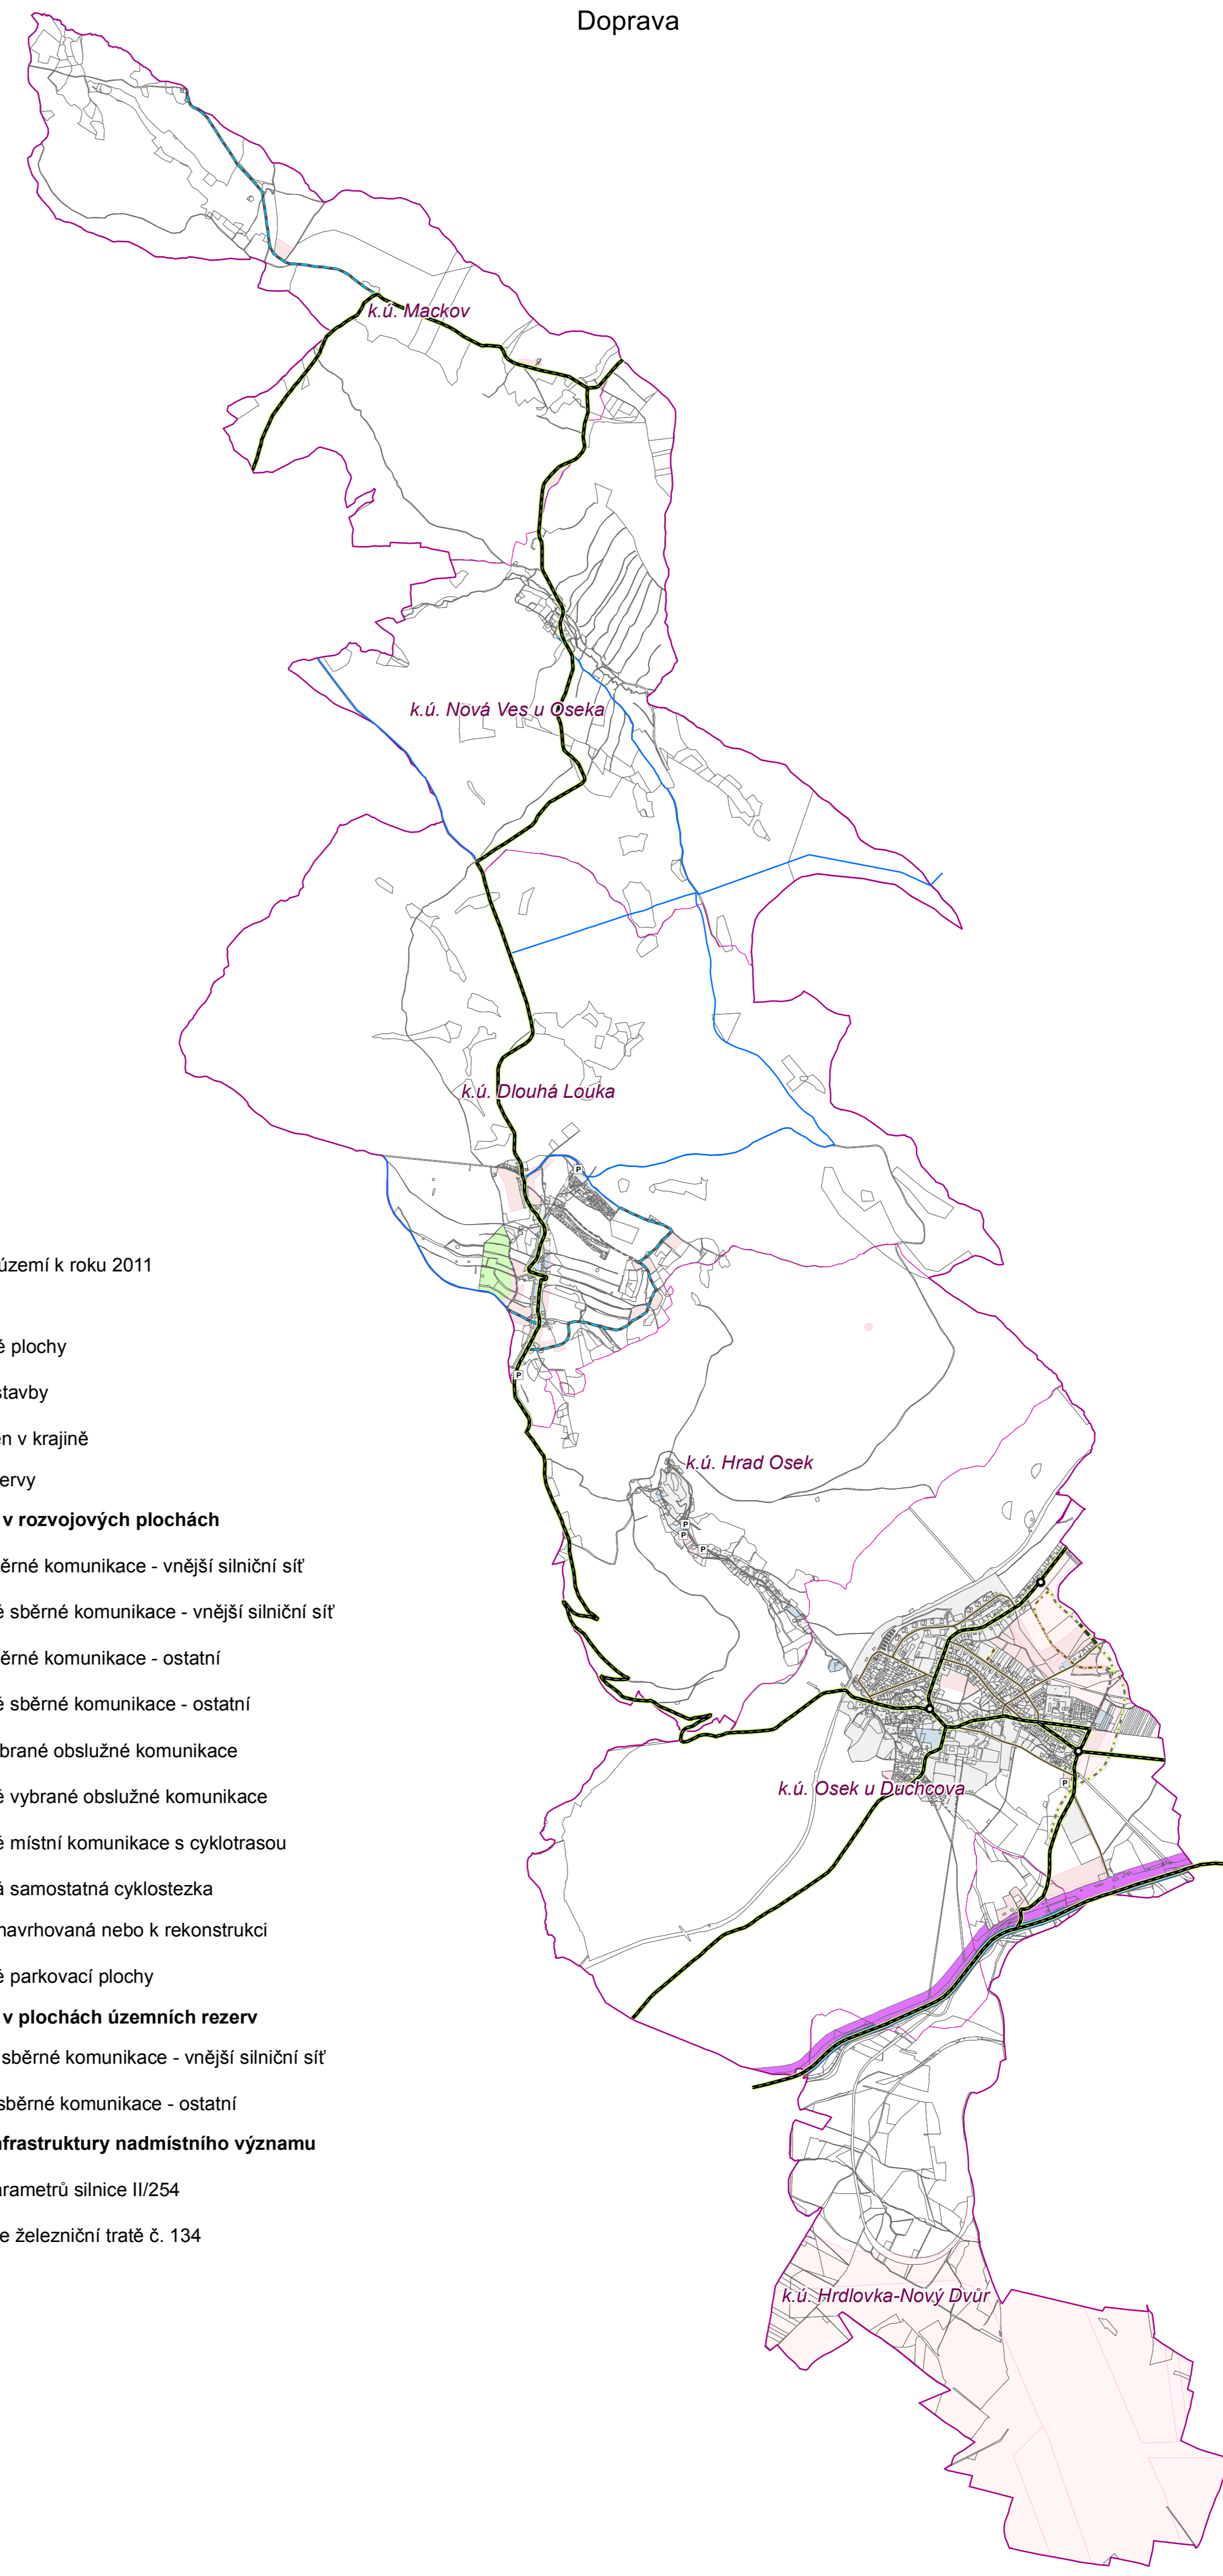 Doprava
k.ú. Mackov
k.ú. Nová Ves u Oseka
k.ú. Dlouhá Louka
P
území k roku 2011
é plochy
stavby
P
en v krajině
k.ú. Hrad Osek
ervy
v rozvojových plochách
P
P
P
ěrné komunikace - vnější silniční síť
é sběrné komunikace - vnější silniční síť
ěrné komunikace - ostatní
é sběrné komunikace - ostatní
brané obslužné komunikace
P
k.ú. Osek u Duchcova
é vybrané obslužné komunikace
é místní komunikace s cyklotrasou
á samostatná cyklostezka
navrhovaná nebo k rekonstrukci
é parkovací plochy
v plochách územních rezerv
sběrné komunikace - vnější silniční síť
sběrné komunikace - ostatní
nfrastruktury nadmístního významu
arametrů silnice II/254
e železniční tratě č. 134
k.ú. Hrdlovka-Nový Dvůr